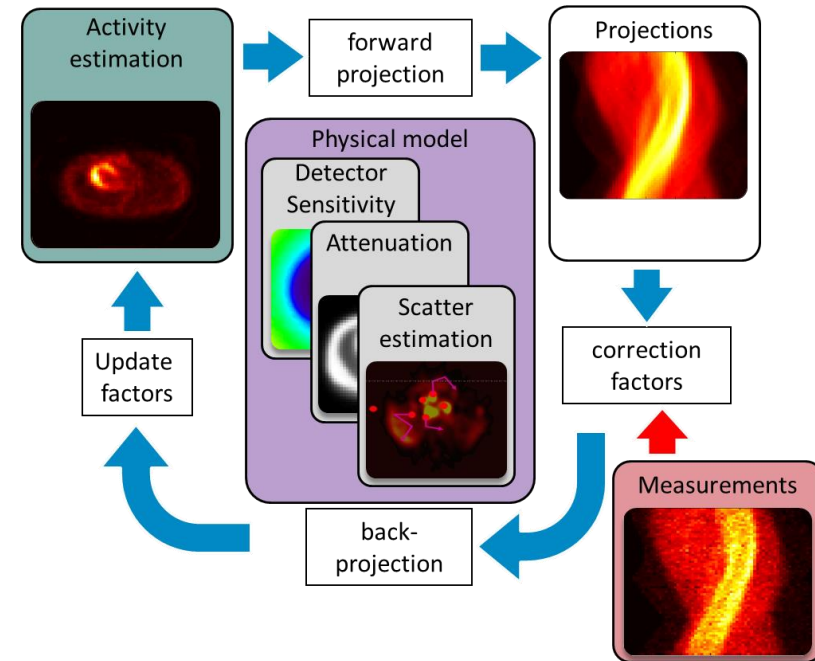 Activity
estimation
forward
projection
Projections
Physical model
Detector
Sensitivity
Attenuation
Scatter
estimation
Update
factors
correction
factors
back-
projection
Measurements